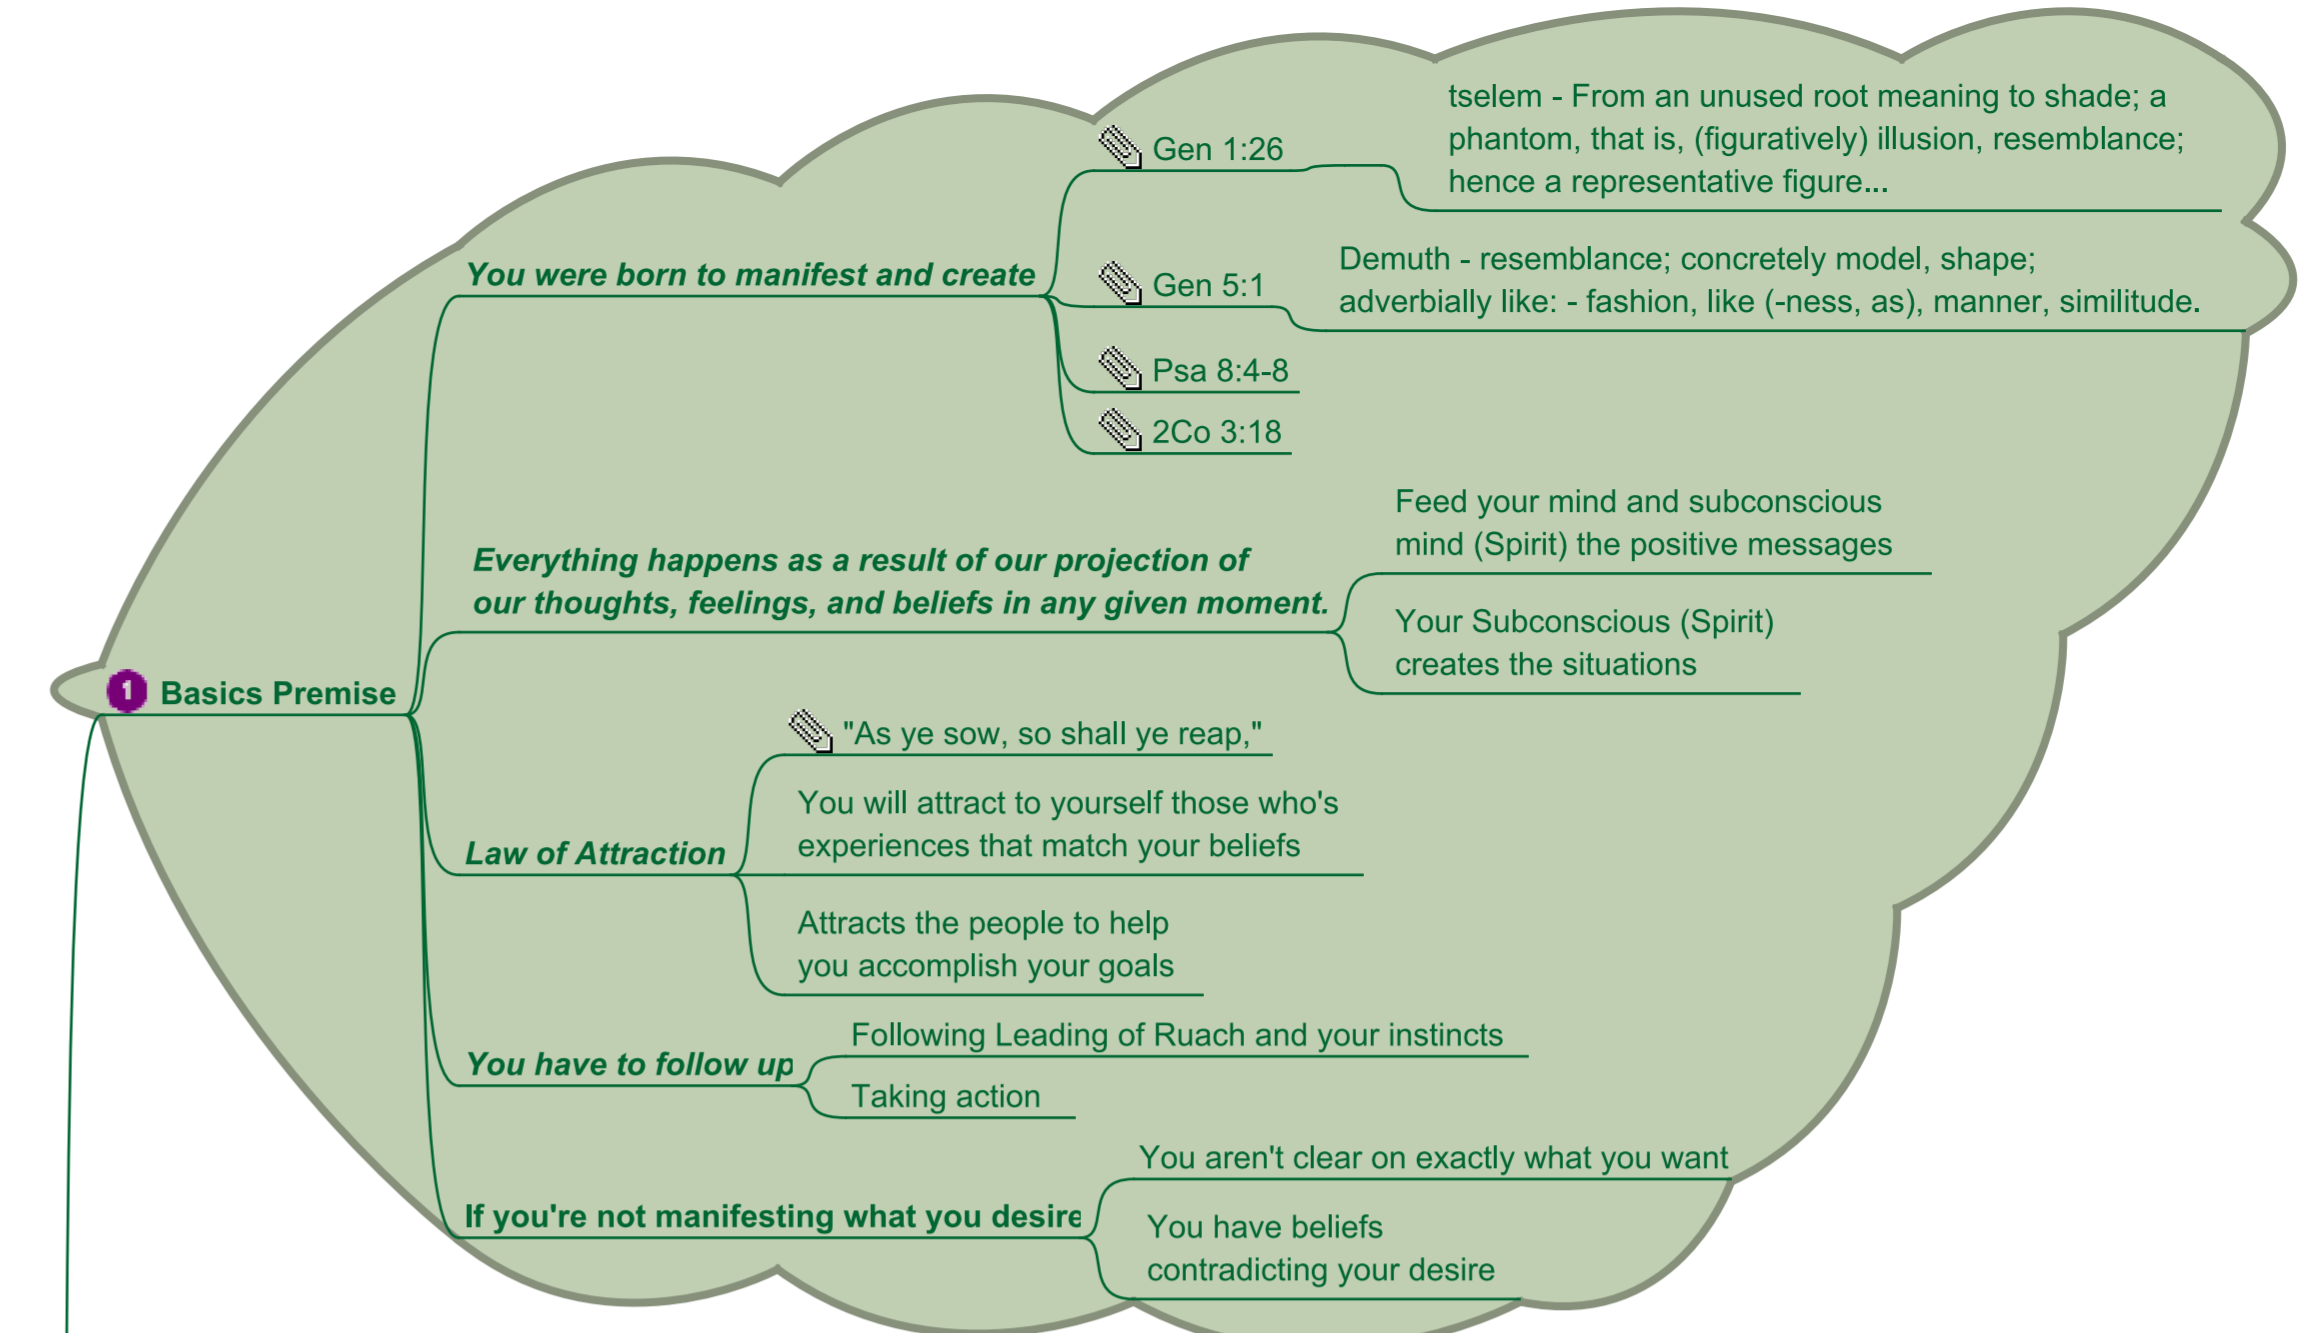 tselem - From an unused root meaning to shade; a
phantom, that is, (figuratively) illusion, resemblance;
hence a representative figure...
Gen 1:26
You were born to manifest and create
Gen 5:1
Demuth - resemblance; concretely model, shape;
adverbially like: - fashion, like (-ness, as), manner, similitude.
Psa 8:4-8
2Co 3:18
Everything happens as a result of our projection of
our thoughts, feelings, and beliefs in any given moment.
Feed your mind and subconscious
mind (Spirit) the positive messages
Your Subconscious (Spirit)
creates the situations
1 Basics Premise
"As ye sow, so shall ye reap,"
Law of Attraction
You will attract to yourself those who's
experiences that match your beliefs
Attracts the people to help
you accomplish your goals
You have to follow up
Following Leading of Ruach and your instincts
Taking action
If you're not manifesting what you desire
You aren't clear on exactly what you want
You have beliefs
contradicting your desire